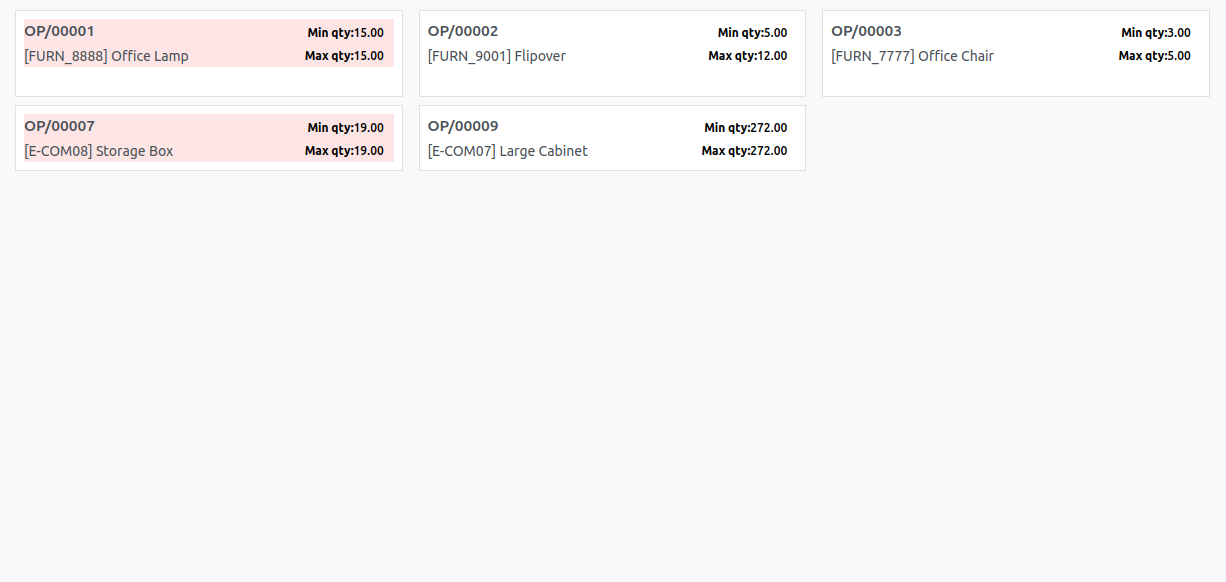 OP/00001 Min qty:15.00
[FURN_8888] Office Lamp Max qty:15.00
OP/00002 Min qty:5.00
[FURN_9001] Flipover Max qty:12.00
OP/00003 Min qty:3.00
[FURN_7777] Office Chair Max qty:5.00
OP/00007 Min qty:19.00
[E-COM08] Storage Box Max qty:19.00
OP/00009 Min qty:272.00
[E-COM07] Large Cabinet Max qty:272.00